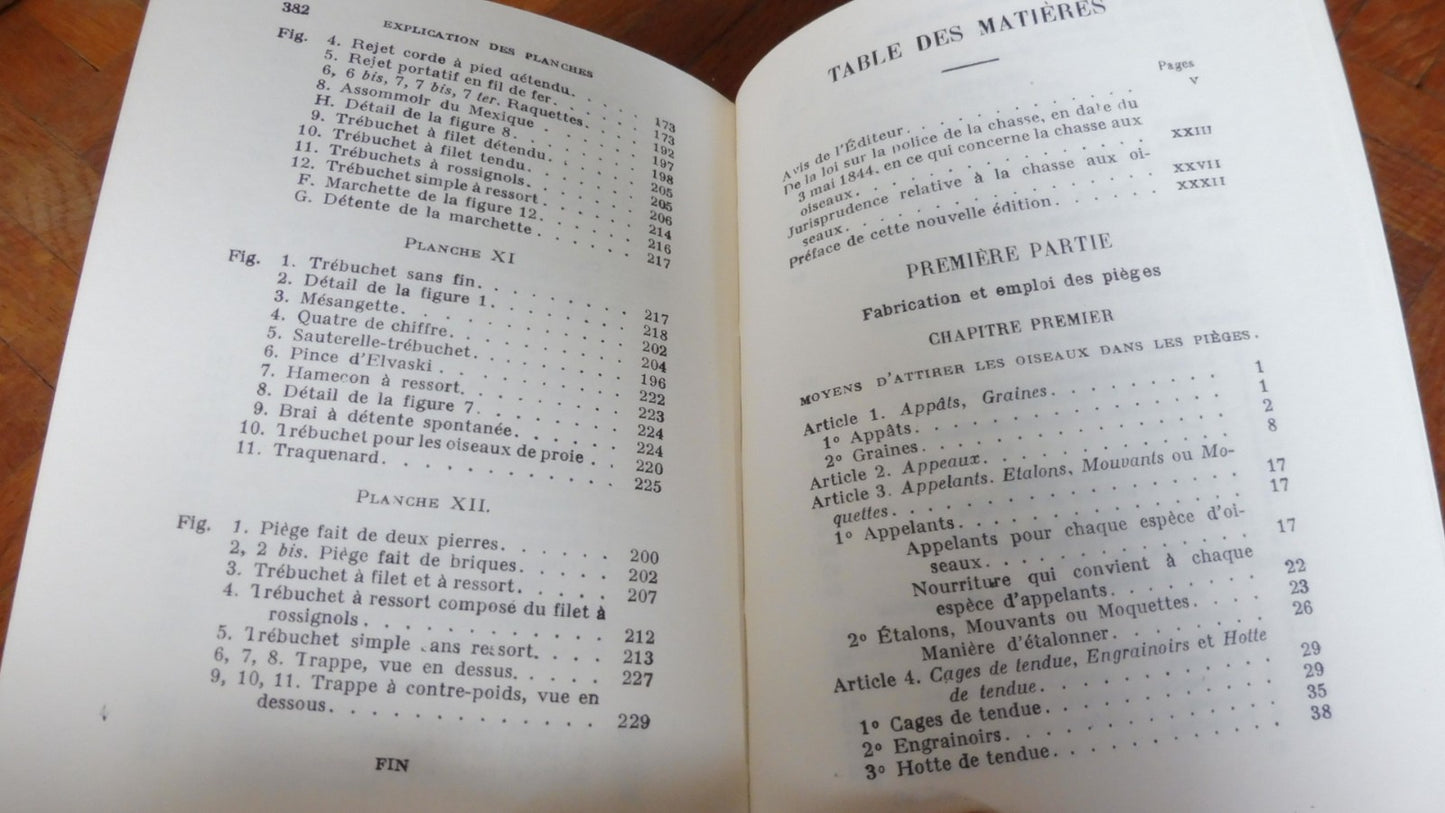 382
EXPLICATION DES PLANCHES
Fig. 4. Rejet corde à pied détendu. . . . . . 173
5. Rejet portatif en fil de fer. . . . . . 173
6, 6 bis, 7, 7 bis, 7 ter. Raquettes. . . . 192
8. Assommoir du Mexique . . . . . . 197
H. Détail de la figure 8. . . . . . . 198
9. Trébuchet à filet détendu. . . . . . 205
10. Trébuchet à filet tendu. . . . . . 205
11. Trébuchets à rossignols. . . . . . 206
12. Trébuchet simple à ressort. . . . . 214
F. Marchette de la figure 12. . . . . . 216
G. Détente de la marchette . . . . . . 217
PLANCHE XI
Fig. 1. Trébuchet sans fin. . . . . . . 217
2. Détail de la figure 1. . . . . . . 218
3. Mésangette. . . . . . . . . 202
4. Quatre de chiffre. . . . . . . . 204
5. Sauterelle-trébuchet. . . . . . . 196
6. Pince d'Elvaski . . . . . . . . 222
7. Hameçon à ressort. . . . . . . . 223
8. Détail de la figure 7. . . . . . . 224
9. Brai à détente spontanée. . . . . . 224
10. Trébuchet pour les oiseaux de proie . . . 220
11. Traquenard. . . . . . . . . . 225
PLANCHE XII.
Fig. 1. Piège fait de deux pierres. . . . . . 200
2, 2 bis. Piège fait de briques. . . . . . 202
3. Trébuchet à filet et à ressort. . . . . 207
4. Trébuchet à ressort composé du filet à
rossignols. . . . . . . . . . . 212
5. Trébuchet simple sans ressort. . . . . 213
6, 7, 8. Trappe, vue en dessus. . . . . . 227
9, 10, 11. Trappe à contre-poids, vue en
dessous. . . . . . . . . . . . 229
FIN
TABLE DES MATIÈRES
Pages
Avis de l'Éditeur. . . . . . . . . . . V
De la loi sur la police de la chasse, en date du
3 mai 1844, en ce qui concerne la chasse aux
oiseaux. . . . . . . . . . . . XXIII
Jurisprudence relative à la chasse aux oi-
seaux. . . . . . . . . . . . . XXVII
Préface de cette nouvelle édition. . . . . . XXXII
PREMIÈRE PARTIE
Fabrication et emploi des pièges
CHAPITRE PREMIER
MOYENS D'ATTIRER LES OISEAUX DANS LES PIÈGES.
Article 1. Appâts, Graines. . . . . . . . 1
1º Appâts. . . . . . . . . . . . 1
2º Graines. . . . . . . . . . . . 2
Article 2. Appeaux. . . . . . . . . . 8
Article 3. Appelants. Etalons, Mouvants ou Mo-
quettes. . . . . . . . . . . . 17
1º Appelants. . . . . . . . . . . 17
Appelants pour chaque espèce d'oi-
seaux. . . . . . . . . . . . 17
Nourriture qui convient à chaque
espèce d'appelants. . . . . . . . 22
2º Étalons, Mouvants ou Moquettes. . . . 23
Manière d'étalonner. . . . . . . . 26
Article 4. Cages de tendue, Engrainoirs et Hotte
de tendue. . . . . . . . . . . 29
1º Cages de tendue. . . . . . . . . 29
2º Engrainoirs. . . . . . . . . . . 35
3º Hotte de tendue. . . . . . . . . 38